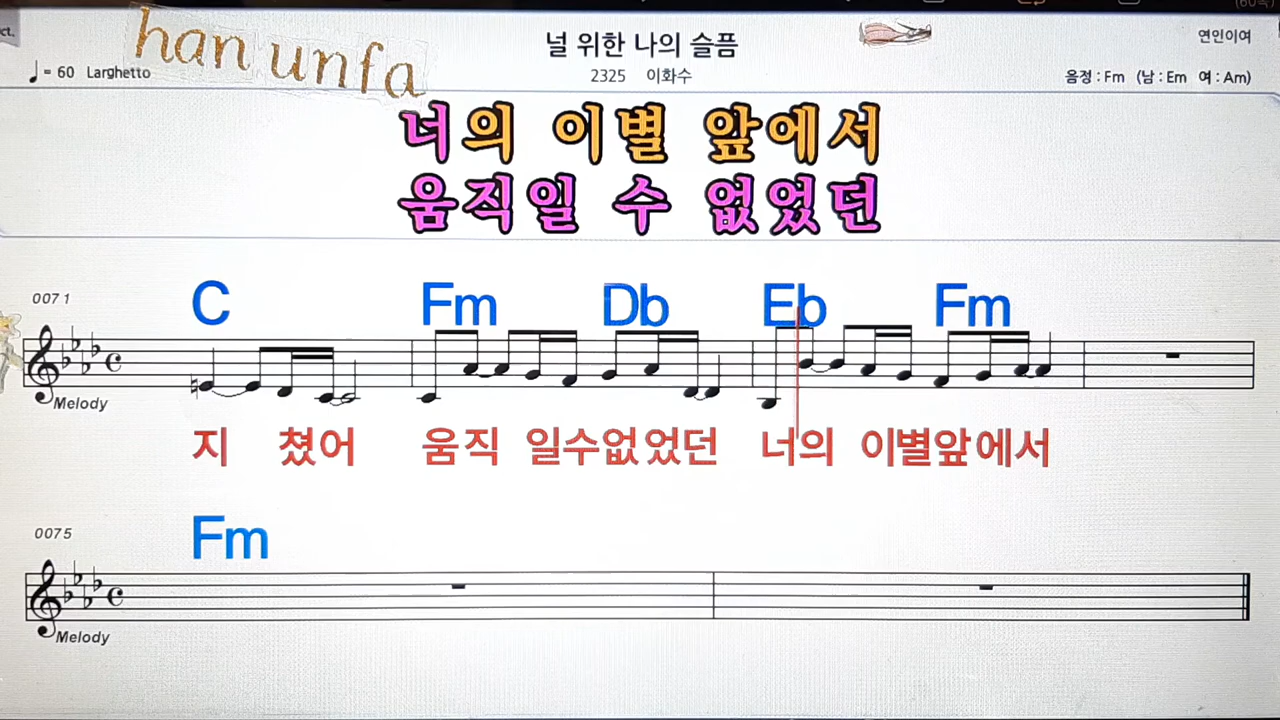 ct.
han unfa
널 위한 나의 슬픔
연인이여
♩= 60 Larghetto
2325 이화수
음정 : Fm (남 : Em 여 : Am)
너의 이별 앞에서
움직일 수 없었던
0071
C Fm Db Eb Fm
Melody
지 쳤어 움직 일수없었던 너의 이별앞에서
0075
Fm
Melody